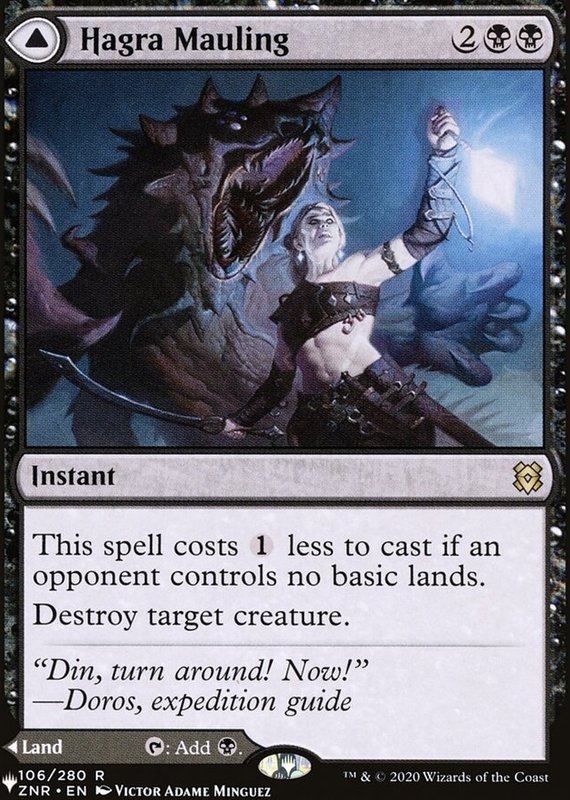 Hagra Mauling 2
Instant
This spell costs 1 less to cast if an
opponent controls no basic lands.
Destroy target creature.
“Din, turn around! Now!”
—Doros, expedition guide
Land : Add .
106/280 R
ZNR • EN Victor Adame Minguez
™ & © 2020 Wizards of the Coast